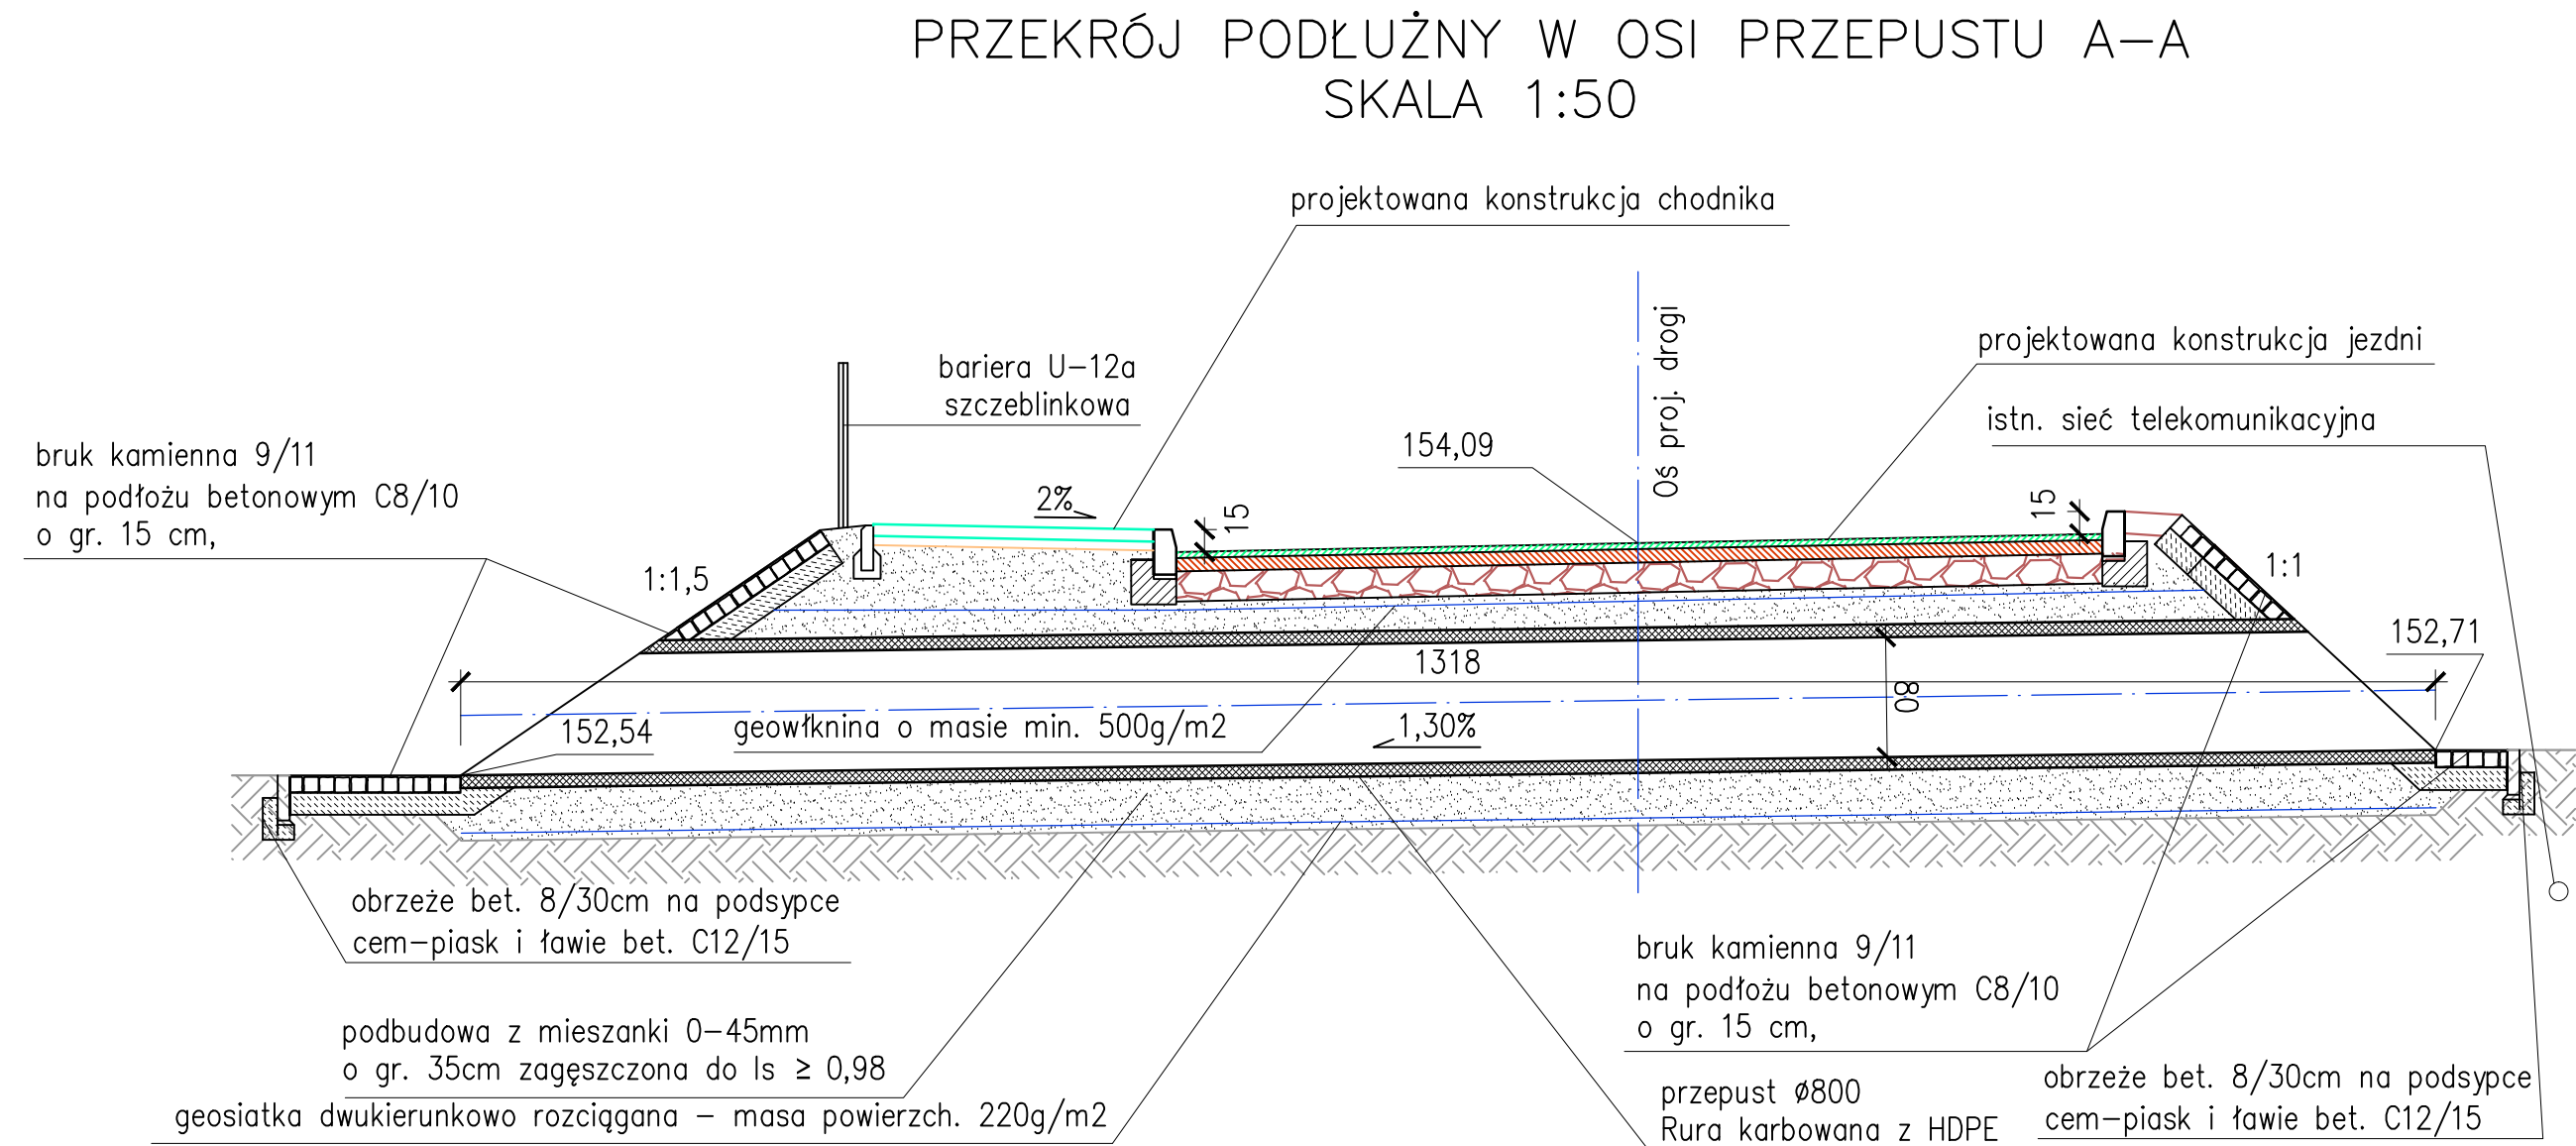 PRZEKRÓJ PODŁUŻNY W OSI PRZEPUSTU A-A
SKALA 1:50
projektowana konstrukcja chodnika
Oś proj. drogi
projektowana konstrukcja jezdni
bariera U-12a
szczeblinkowa
istn. sieć telekomunikacyjna
154,09
bruk kamienna 9/11
na podłożu betonowym C8/10
o gr. 15 cm,
2%
15
15
1:1,5
1:1
152,71
1318
80
152,54
geowłknina o masie min. 500g/m2
1,30%
obrzeże bet. 8/30cm na podsypce
cem-piask i ławie bet. C12/15
bruk kamienna 9/11
na podłożu betonowym C8/10
o gr. 15 cm,
podbudowa z mieszanki 0-45mm
o gr. 35cm zagęszczona do Is ≥ 0,98
geosiatka dwukierunkowo rozciągana - masa powierzch. 220g/m2
przepust Ø800
Rura karbowana z HDPE
obrzeże bet. 8/30cm na podsypce
cem-piask i ławie bet. C12/15